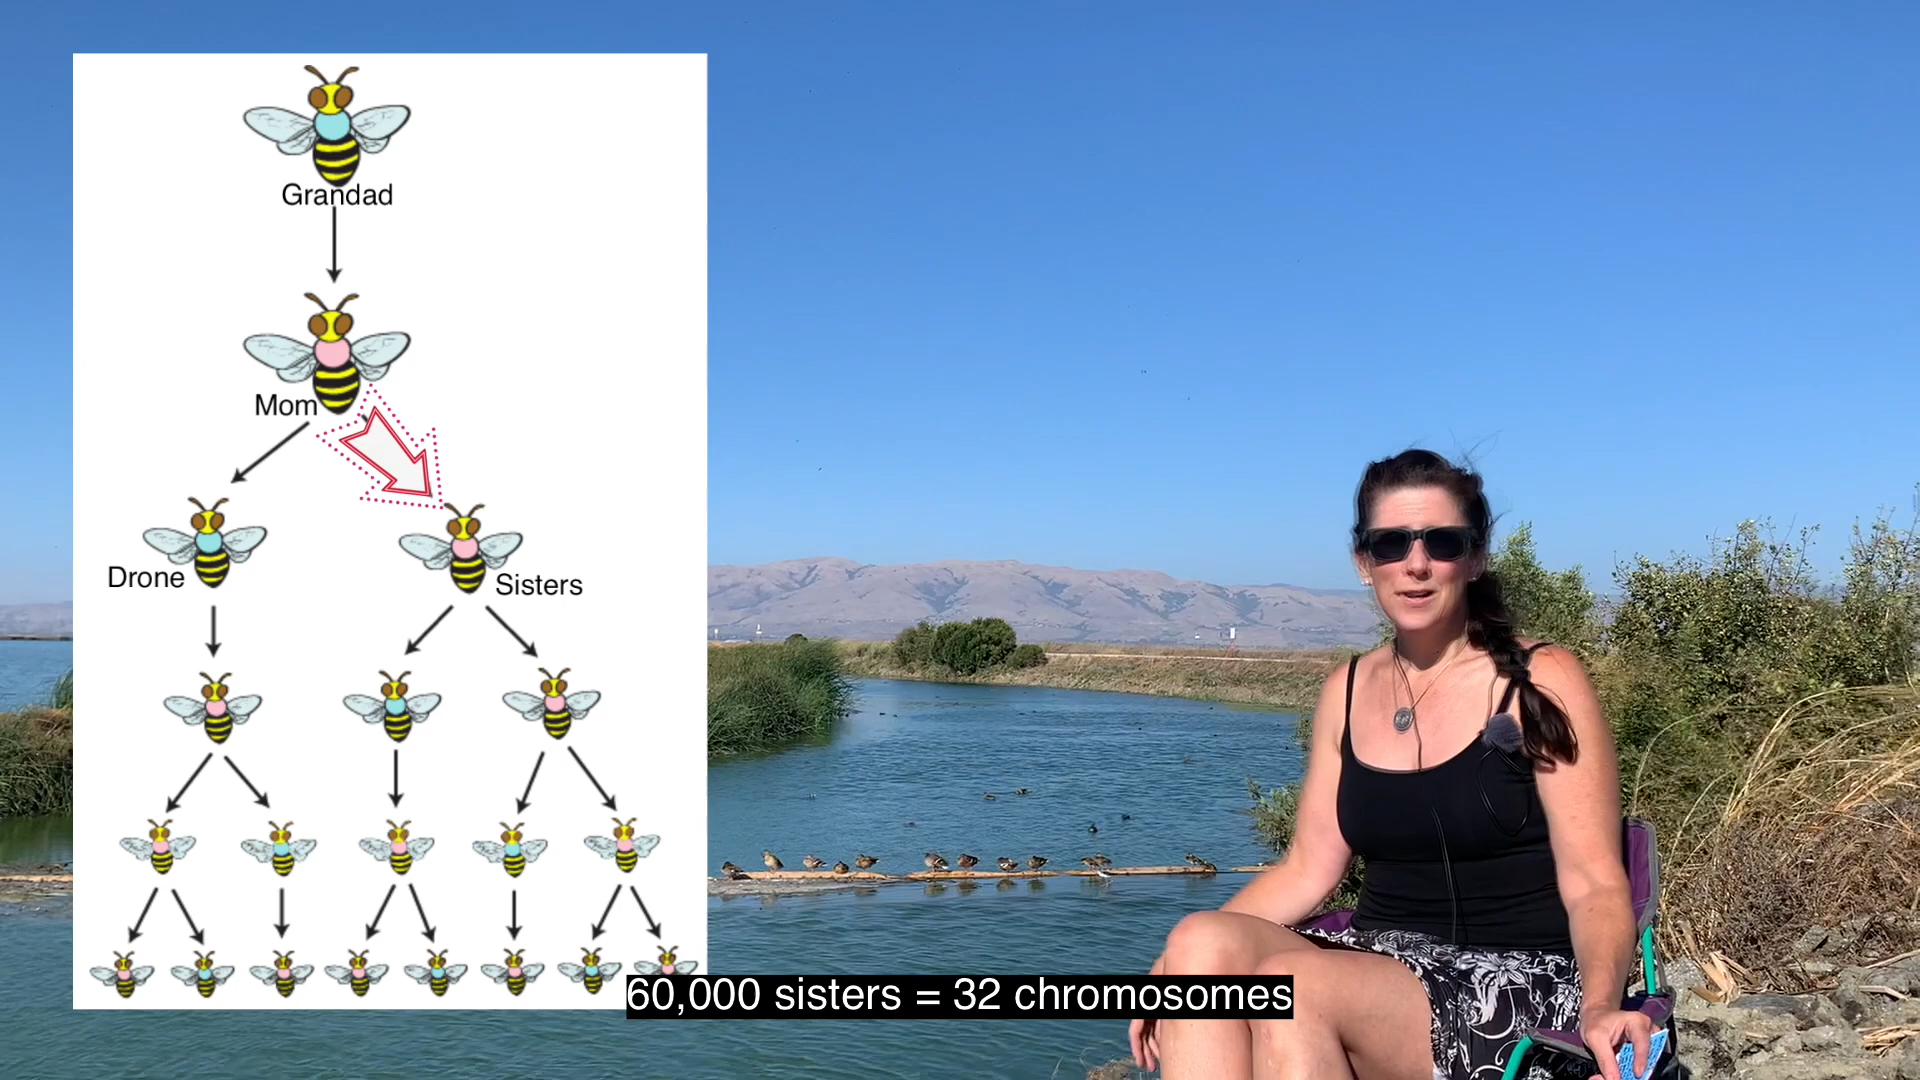 Grandad
Mom
Drone
Sisters
60,000 sisters = 32 chromosomes